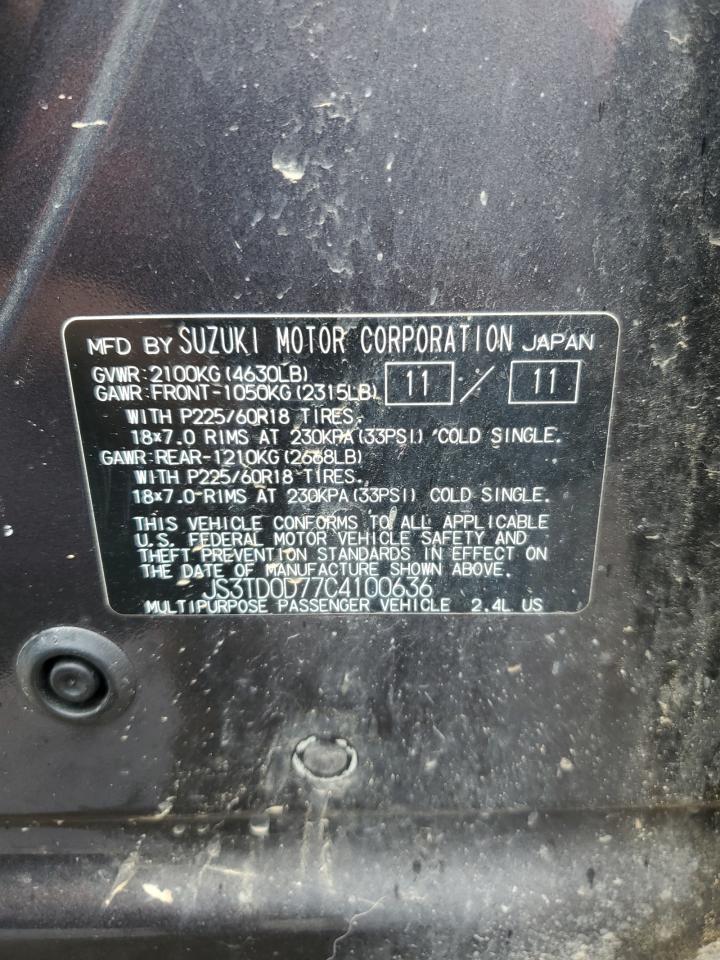 MFD BY SUZUKI MOTOR CORPORATION JAPAN
GVWR:2100KG(4630LB)
GAWR:FRONT-1050KG(2315LB) 11 / 11
WITH P225/60R18 TIRES.
18×7.0 RIMS AT 230KPA(33PSI) COLD SINGLE.
GAWR:REAR-1210KG(2668LB)
WITH P225/60R18 TIRES.
18×7.0 RIMS AT 230KPA(33PSI) COLD SINGLE.
THIS VEHICLE CONFORMS TO ALL APPLICABLE
U.S. FEDERAL MOTOR VEHICLE SAFETY AND
THEFT PREVENTION STANDARDS IN EFFECT ON
THE DATE OF MANUFACTURE SHOWN ABOVE.
JS3TD0D77C4100636
MULTIPURPOSE PASSENGER VEHICLE 2.4L US